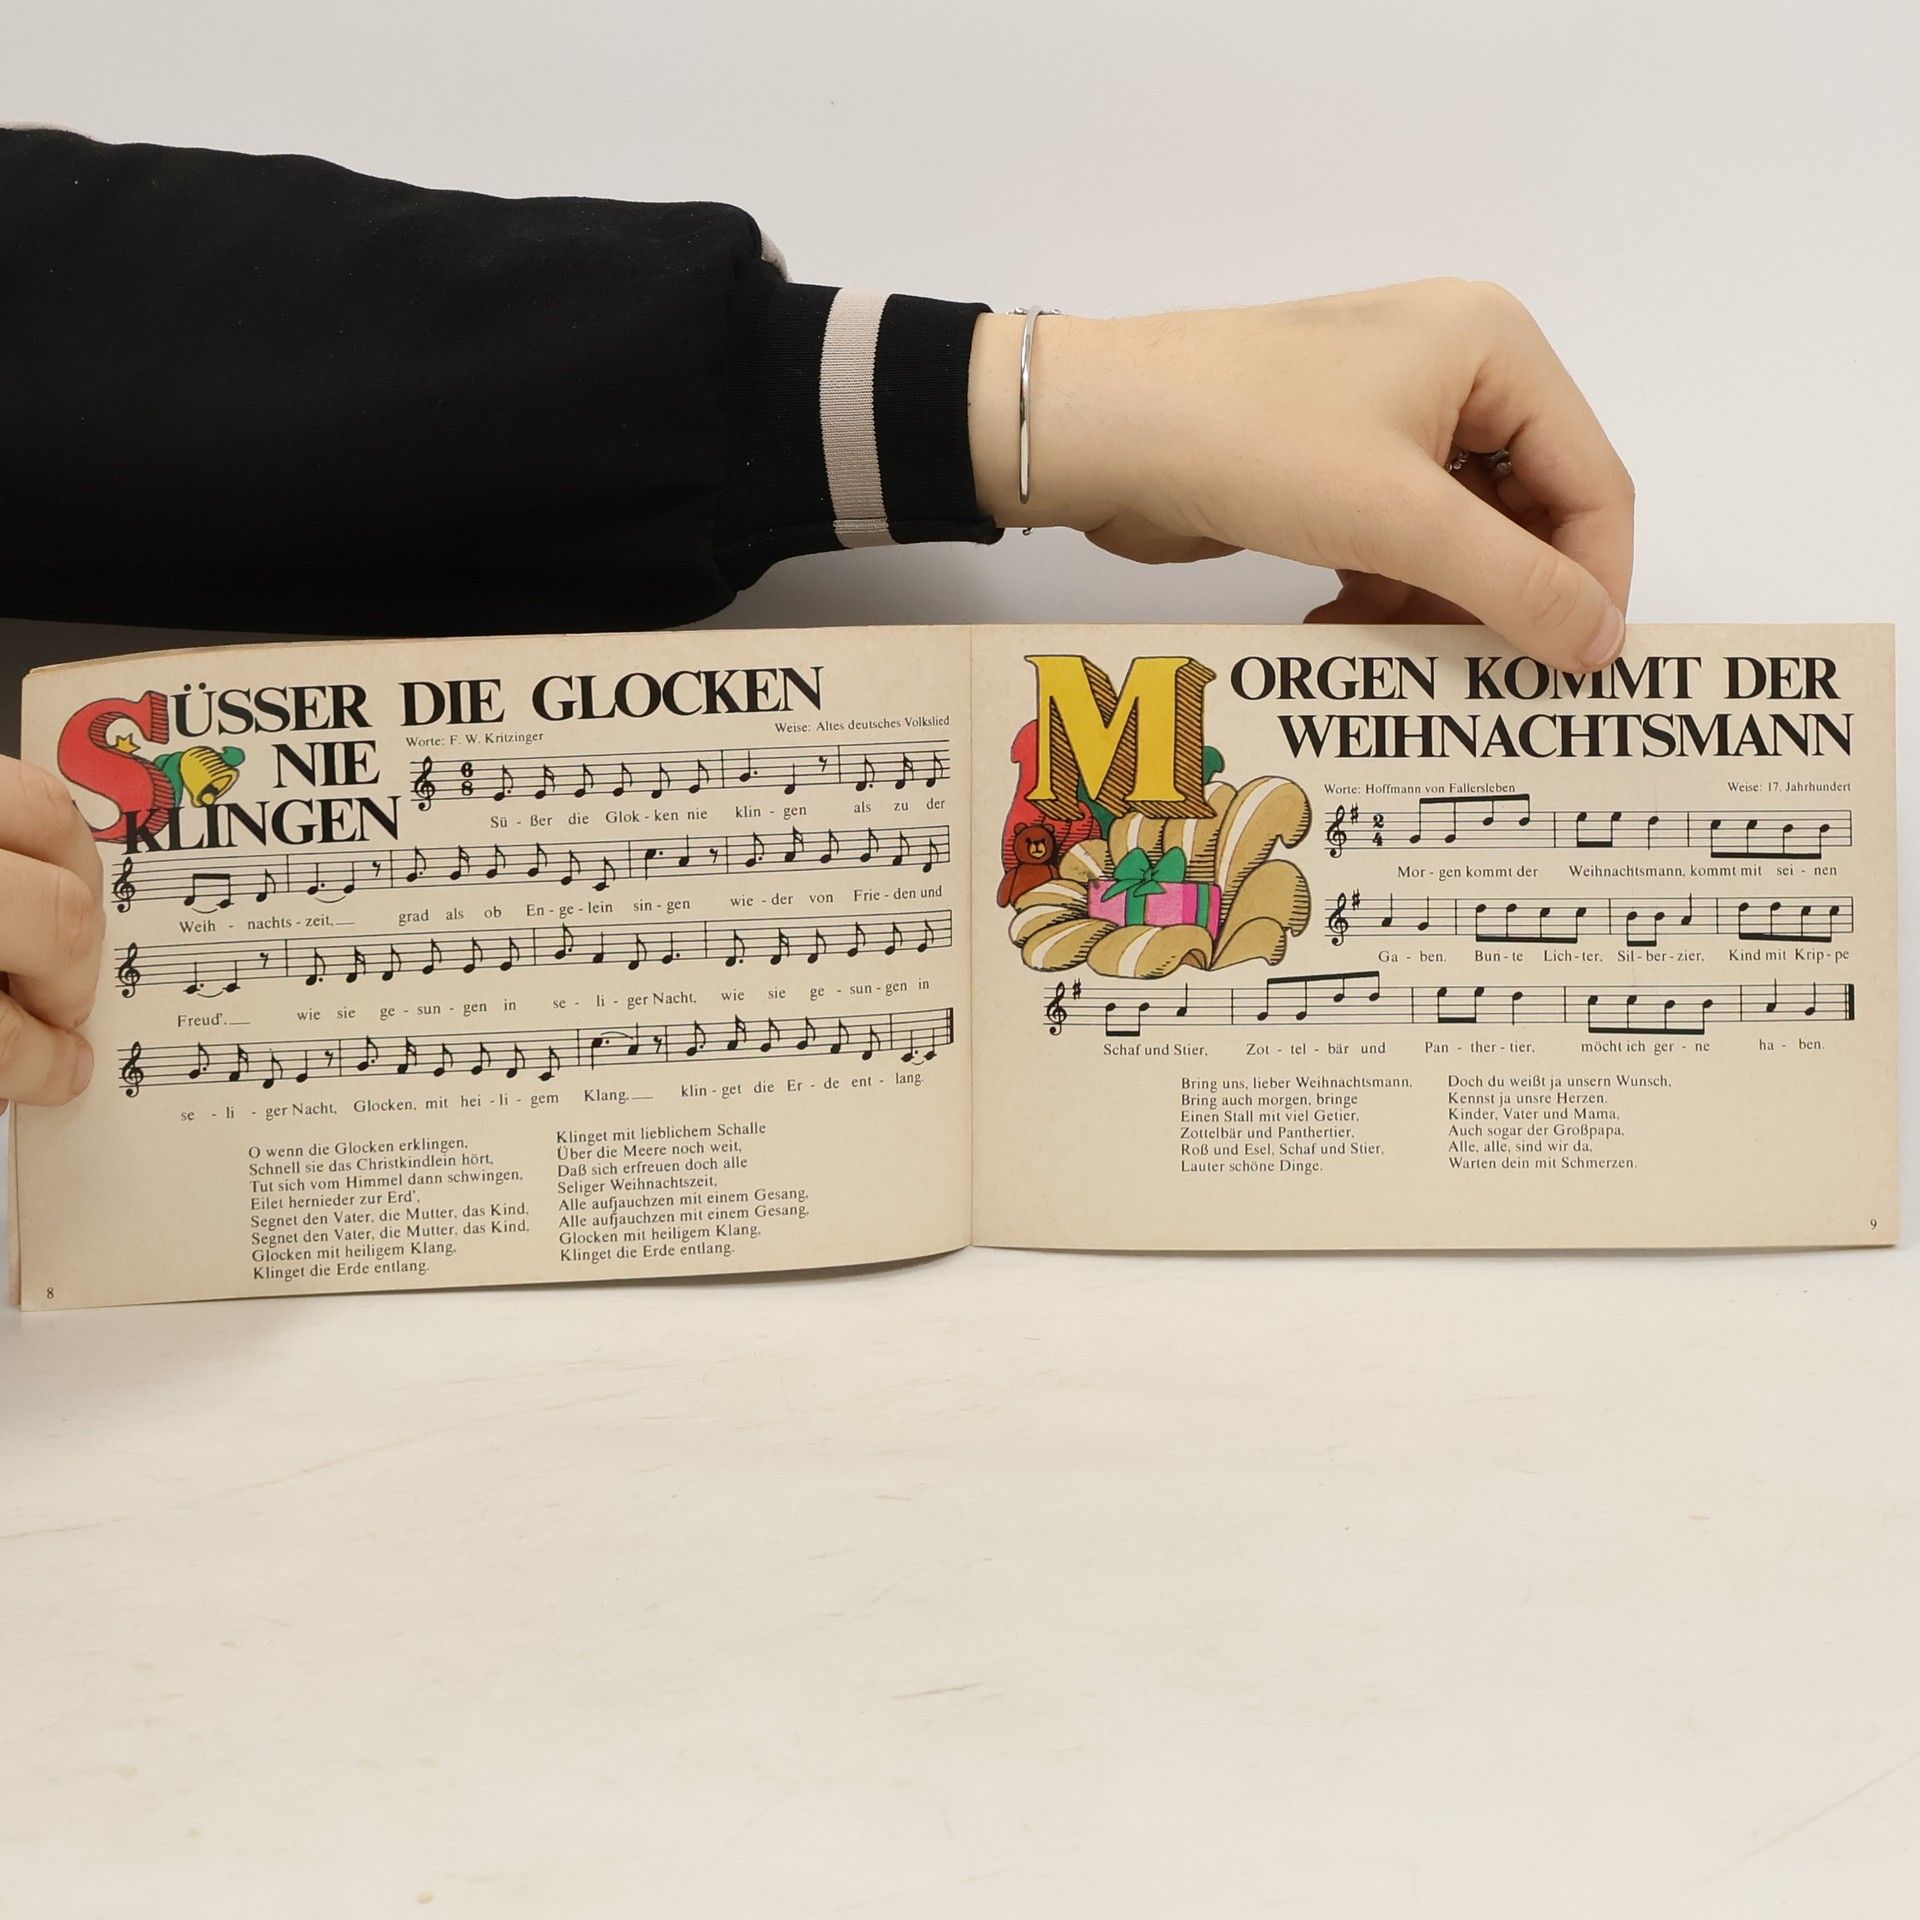 SÜSSER DIE GLOCKEN
NIE
KLINGEN
Worte: F. W. Kritzinger
Weise: Altes deutsches Volkslied
6
8
Sü - ßer die Glok - ken nie klin - gen als zu der
Weih - nachts - zeit, grad als ob En - ge - lein sin - gen wie - der von Frie - den und
Freud'. wie sie ge - sun - gen in se - li - ger Nacht, wie sie ge - sun - gen in
se - li - ger Nacht, Glocken, mit hei - li - gem Klang, klin - get die Er - de ent - lang.
O wenn die Glocken erklingen,
Schnell sie das Christkindlein hört,
Tut sich vom Himmel dann schwingen,
Eilet hernieder zur Erd',
Segnet den Vater, die Mutter, das Kind,
Segnet den Vater, die Mutter, das Kind,
Glocken mit heiligem Klang,
Klinget die Erde entlang.
Klinget mit lieblichem Schalle
Über die Meere noch weit,
Daß sich erfreuen doch alle
Seliger Weihnachtszeit,
Alle aufjauchzen mit einem Gesang,
Alle aufjauchzen mit einem Gesang,
Glocken mit heiligem Klang,
Klinget die Erde entlang.
8
MORGEN KOMMT DER
WEIHNACHTSMANN
Worte: Hoffmann von Fallersleben
Weise: 17. Jahrhundert
2
4
Mor - gen kommt der Weihnachtsmann, kommt mit sei - nen
Ga - ben. Bun - te Lich - ter, Sil - ber - zier, Kind mit Krip - pe
Schaf und Stier, Zot - tel - bär und Pan - ther - tier, möcht ich ger - ne ha - ben.
Bring uns, lieber Weihnachtsmann,
Bring auch morgen, bringe
Einen Stall mit viel Getier,
Zottelbär und Panthertier,
Roß und Esel, Schaf und Stier,
Lauter schöne Dinge.
Doch du weißt ja unsern Wunsch,
Kennst ja unsre Herzen.
Kinder, Vater und Mama,
Auch sogar der Großpapa,
Alle, alle, sind wir da,
Warten dein mit Schmerzen.
9